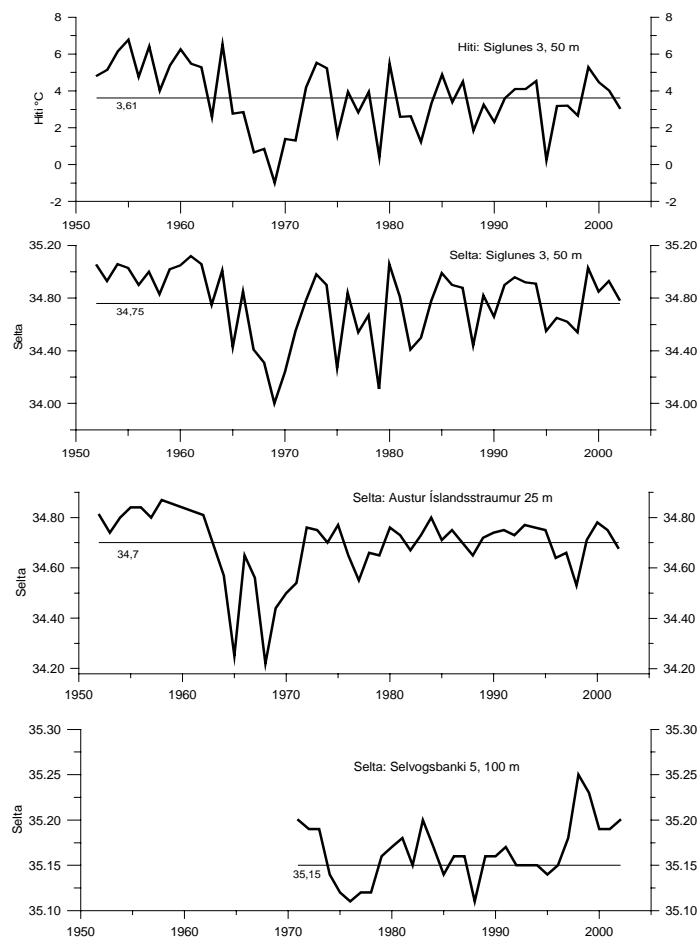 8 8
Hiti: Siglunes 3, 50 m
6 6
4 4
3,61
Hiti °C
2 2
0 0
-2 -2
1950 1960 1970 1980 1990 2000
35.20 35.20
Selta: Siglunes 3, 50 m
34.80 34.80
34,75
Selta
34.40 34.40
34.00 34.00
1950 1960 1970 1980 1990 2000
Selta: Austur Íslandsstraumur 25 m
34.80 34.80
34,7
Selta
34.60 34.60
34.40 34.40
34.20 34.20
1950 1960 1970 1980 1990 2000
35.30 35.30
Selta: Selvogsbanki 5, 100 m
35.25 35.25
Selta
35.20 35.20
35.15 35.15
35,15
35.10 35.10
1950 1960 1970 1980 1990 2000